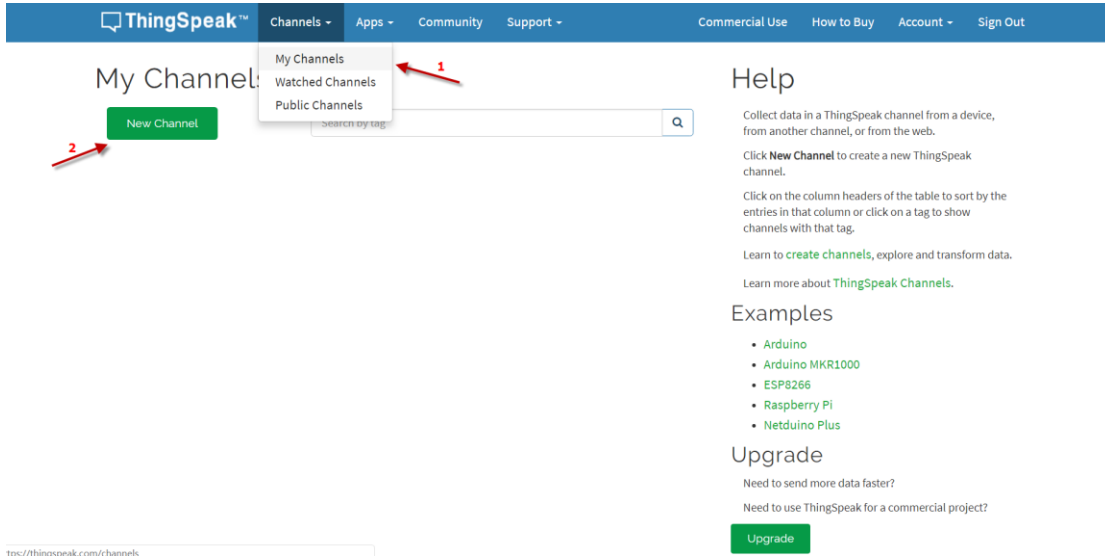 ThingSpeak™ Channels Apps Community Support Commercial Use How to Buy Account Sign Out
My Channels
Watched Channels
Public Channels
1
My Channels
New Channel
Search by tag
2
Help
Collect data in a ThingSpeak channel from a device,
from another channel, or from the web.
Click New Channel to create a new ThingSpeak
channel.
Click on the column headers of the table to sort by the
entries in that column or click on a tag to show
channels with that tag.
Learn to create channels, explore and transform data.
Learn more about ThingSpeak Channels.
Examples
• Arduino
• Arduino MKR1000
• ESP8266
• Raspberry Pi
• Netduino Plus
Upgrade
Need to send more data faster?
Need to use ThingSpeak for a commercial project?
Upgrade
ttps://thingspeak.com/channels